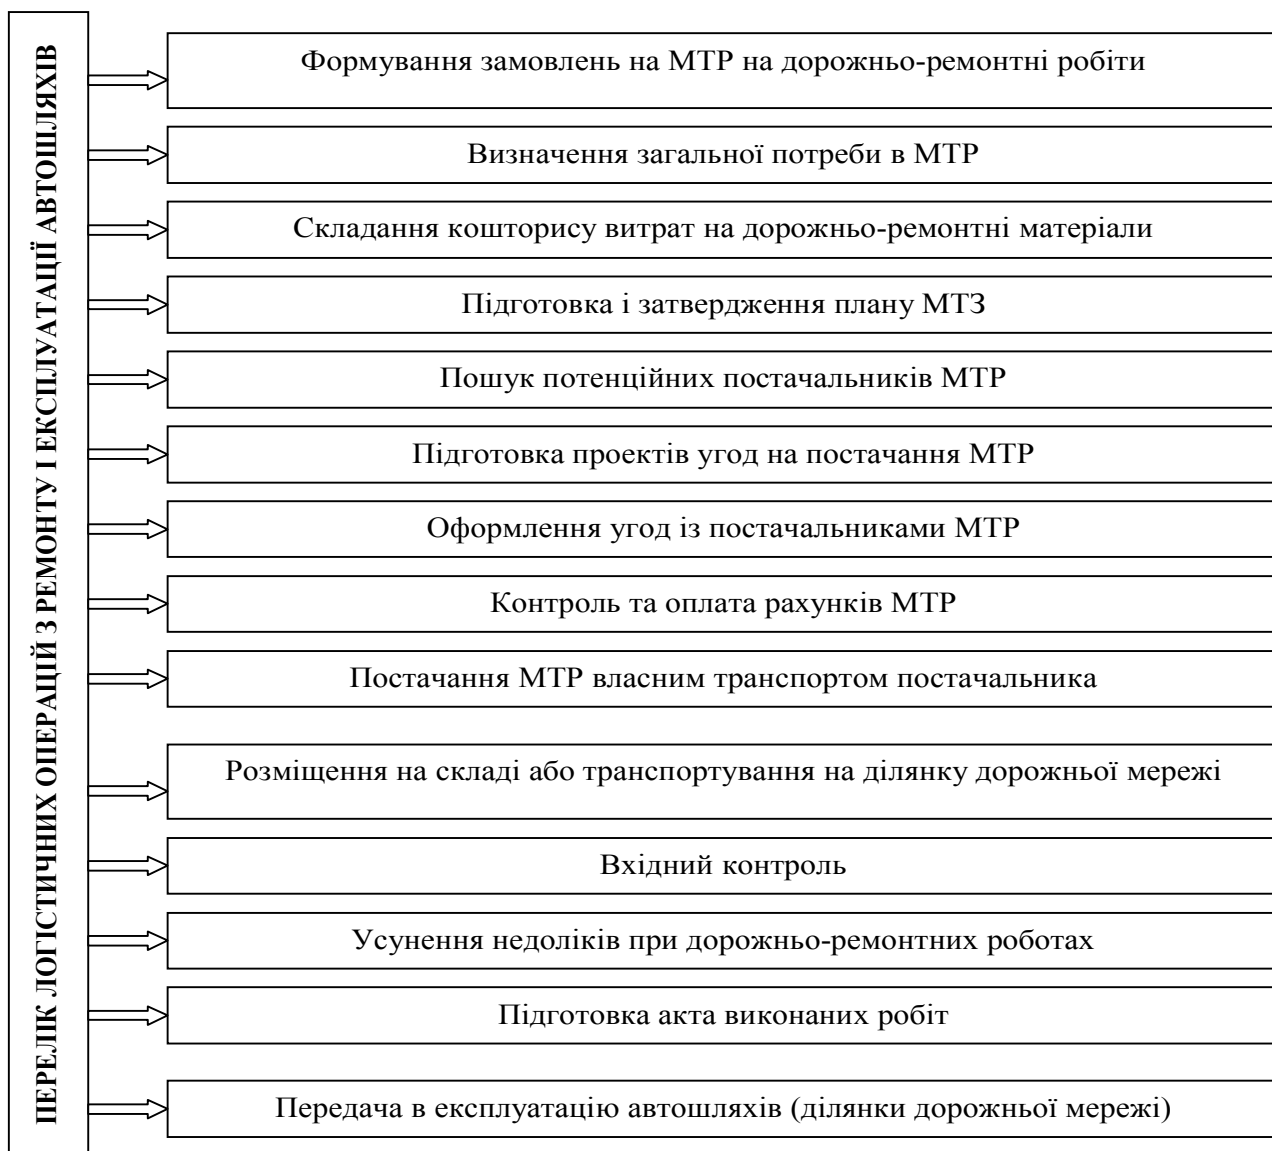 ПЕРЕЛІК ЛОГІСТИЧНИХ ОПЕРАЦІЙ З РЕМОНТУ І ЕКСПЛУАТАЦІЇ АВТОШЛЯХІВ
Формування замовлень на МТР на дорожньо-ремонтні робіти
Визначення загальної потреби в МТР
Складання кошторису витрат на дорожньо-ремонтні матеріали
Підготовка і затвердження плану МТЗ
Пошук потенційних постачальників МТР
Підготовка проектів угод на постачання МТР
Оформлення угод із постачальниками МТР
Контроль та оплата рахунків МТР
Постачання МТР власним транспортом постачальника
Розміщення на складі або транспортування на ділянку дорожньої мережі
Вхідний контроль
Усунення недоліків при дорожньо-ремонтних роботах
Підготовка акта виконаних робіт
Передача в експлуатацію автошляхів (ділянки дорожньої мережі)